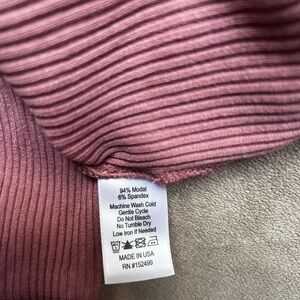 94% Modal
6% Spandex
Machine Wash Cold
Gentle Cycle
Do Not Bleach
No Tumble Dry
Low Iron If Needed
MADE IN USA
RN #152499